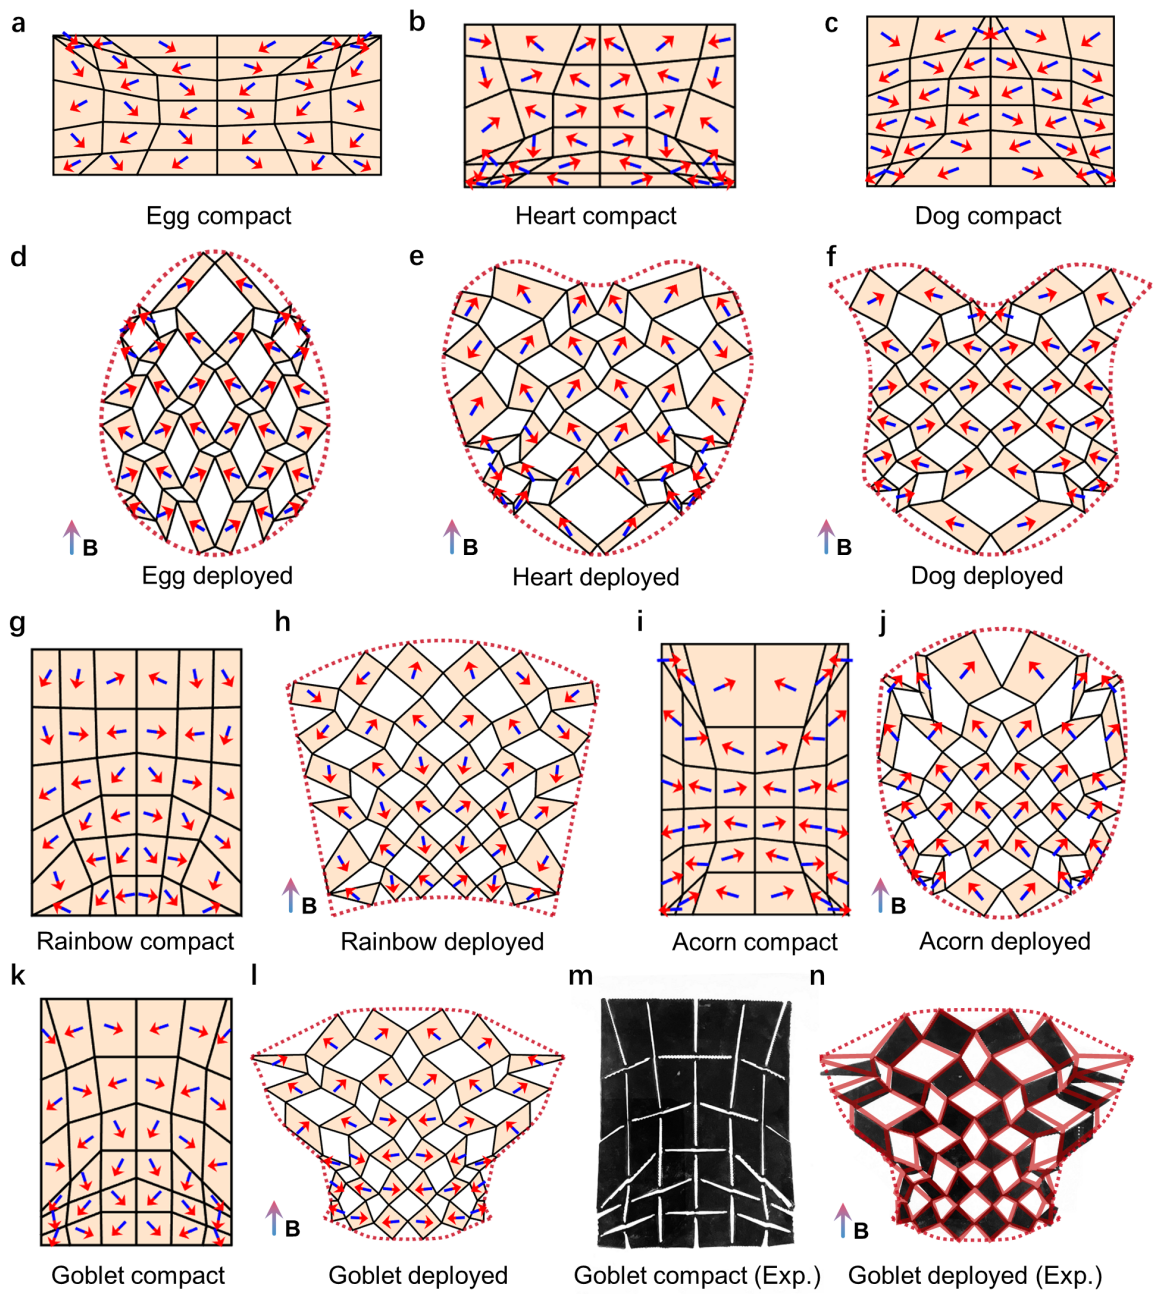 a
b
c
Egg compact
Heart compact
Dog compact
d
e
f
B
B
B
Egg deployed
Heart deployed
Dog deployed
g
h
i
j
B
B
Rainbow compact
Rainbow deployed
Acorn compact
Acorn deployed
k
l
m
n
B
B
Goblet compact
Goblet deployed
Goblet compact (Exp.)
Goblet deployed (Exp.)